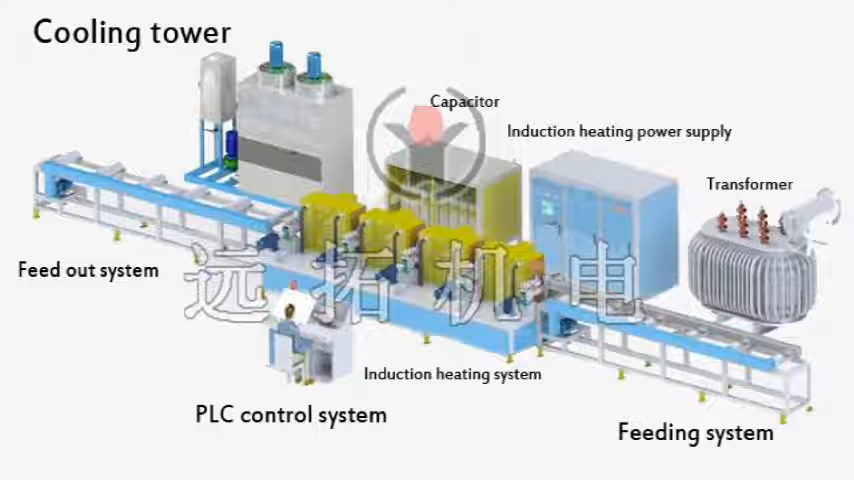 Cooling tower
Capacitor
Induction heating power supply
Transformer
Feed out system
远拓机电
Induction heating system
PLC control system
Feeding system